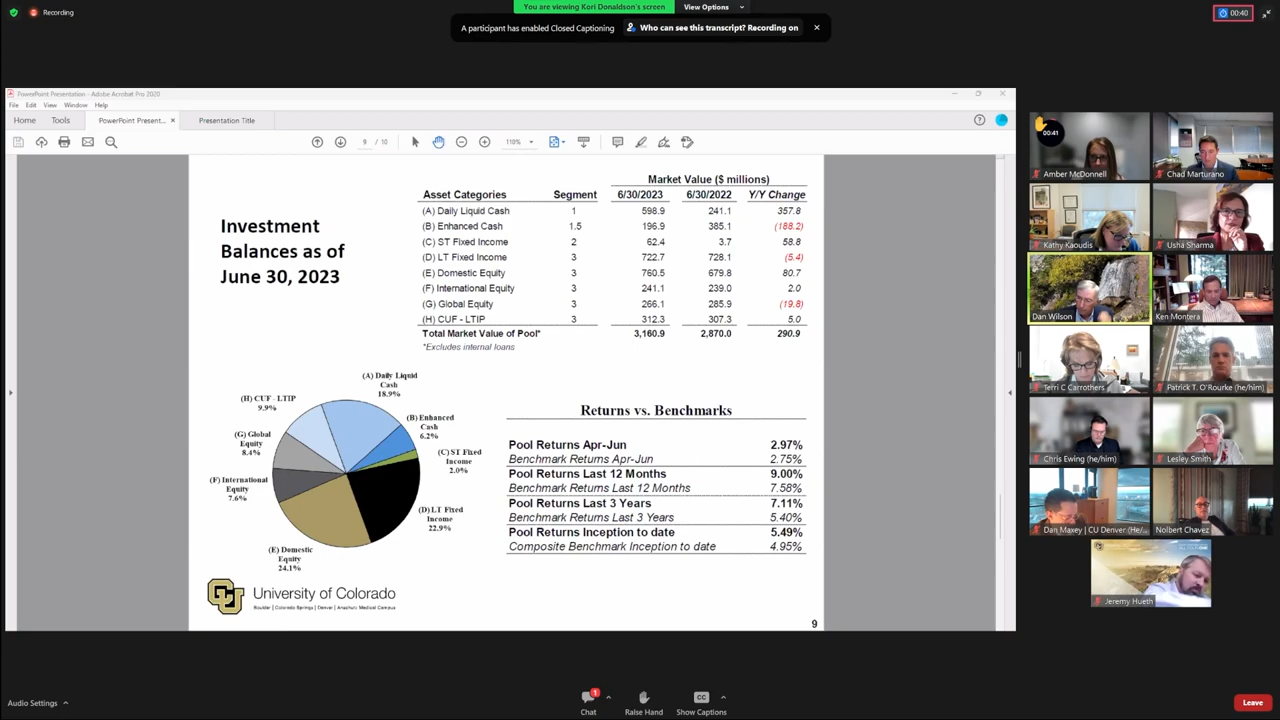 Recording
You are viewing Kori Donaldson's screen
View Options
00:40
A participant has enabled Closed Captioning
Who can see this transcript? Recording on
PowerPoint Presentation - Adobe Acrobat Pro 2020
File Edit View Window Help
Home Tools PowerPoint Present... Presentation Title
9 / 10
110%
Investment
Balances as of
June 30, 2023
Market Value ($ millions)
Asset Categories Segment 6/30/2023 6/30/2022 Y/Y Change
(A) Daily Liquid Cash 1 598.9 241.1 357.8
(B) Enhanced Cash 1.5 196.9 385.1 (188.2)
(C) ST Fixed Income 2 62.4 3.7 58.8
(D) LT Fixed Income 3 722.7 728.1 (5.4)
(E) Domestic Equity 3 760.5 679.8 80.7
(F) International Equity 3 241.1 239.0 2.0
(G) Global Equity 3 266.1 285.9 (19.8)
(H) CUF - LTIP 3 312.3 307.3 5.0
Total Market Value of Pool* 3,160.9 2,870.0 290.9
*Excludes internal loans
(A) Daily Liquid
Cash
18.9%
(B) Enhanced
Cash
6.2%
(C) ST Fixed
Income
2.0%
(D) LT Fixed
Income
22.9%
(E) Domestic
Equity
24.1%
(F) International
Equity
7.6%
(G) Global
Equity
8.4%
(H) CUF - LTIP
9.9%
Returns vs. Benchmarks
Pool Returns Apr-Jun 2.97%
Benchmark Returns Apr-Jun 2.75%
Pool Returns Last 12 Months 9.00%
Benchmark Returns Last 12 Months 7.58%
Pool Returns Last 3 Years 7.11%
Benchmark Returns Last 3 Years 5.40%
Pool Returns Inception to date 5.49%
Composite Benchmark Inception to date 4.95%
CU
University of Colorado
Boulder | Colorado Springs | Denver | Anschutz Medical Campus
9
00:41
Amber McDonnell
Chad Marturano
Kathy Kaoudis
Usha Sharma
Dan Wilson
Ken Montera
Terri C Carrothers
Patrick T. O'Rourke (he/him)
Chris Ewing (he/him)
Lesley Smith
Dan Maxey | CU Denver (He/...
Nolbert Chavez
Jeremy Hueth
Audio Settings
1
Chat
Raise Hand
CC
Show Captions
Leave